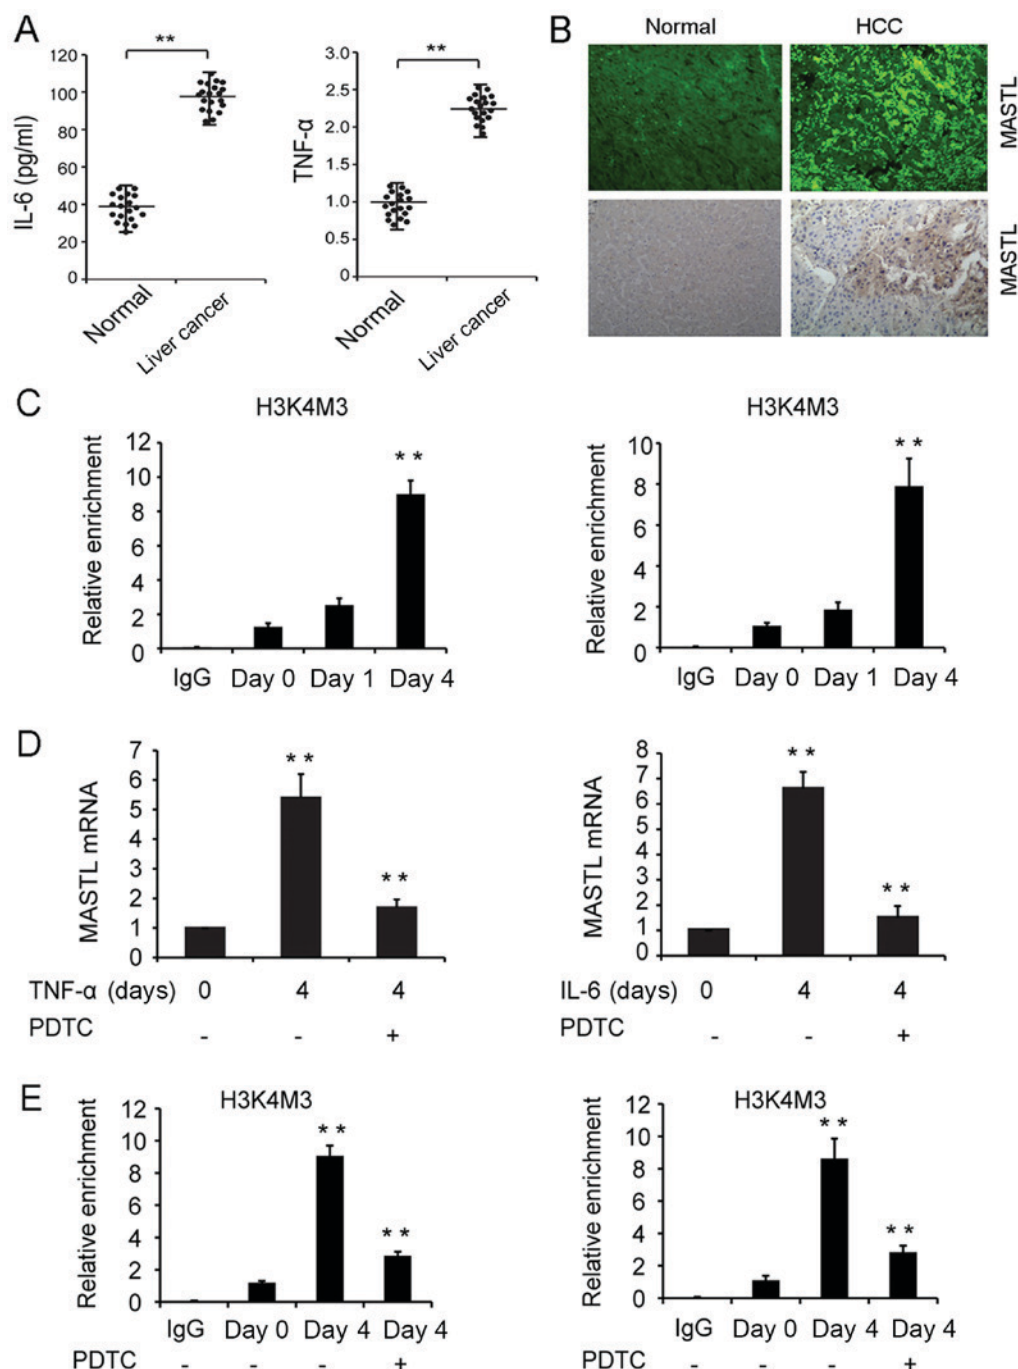 A
IL-6 (pg/ml)
120
100
80
60
40
20
0
**
Normal
Liver cancer
TNF-α
3.0
2.5
2.0
1.5
1.0
0.5
0
**
Normal
Liver cancer
B
Normal HCC
MASTL
MASTL
C
H3K4M3
Relative enrichment
12
10
8
6
4
2
0
**
IgG Day 0 Day 1 Day 4
H3K4M3
Relative enrichment
10
8
6
4
2
0
**
IgG Day 0 Day 1 Day 4
D
MASTL mRNA
7
6
5
4
3
2
1
0
**
**
TNF-α (days) 0 4 4
PDTC - - +
MASTL mRNA
8
7
6
5
4
3
2
1
0
**
**
IL-6 (days) 0 4 4
PDTC - - +
E
H3K4M3
Relative enrichment
12
10
8
6
4
2
0
**
**
IgG Day 0 Day 4 Day 4
PDTC - - - +
H3K4M3
Relative enrichment
12
10
8
6
4
2
0
**
**
IgG Day 0 Day 4 Day 4
PDTC - - - +